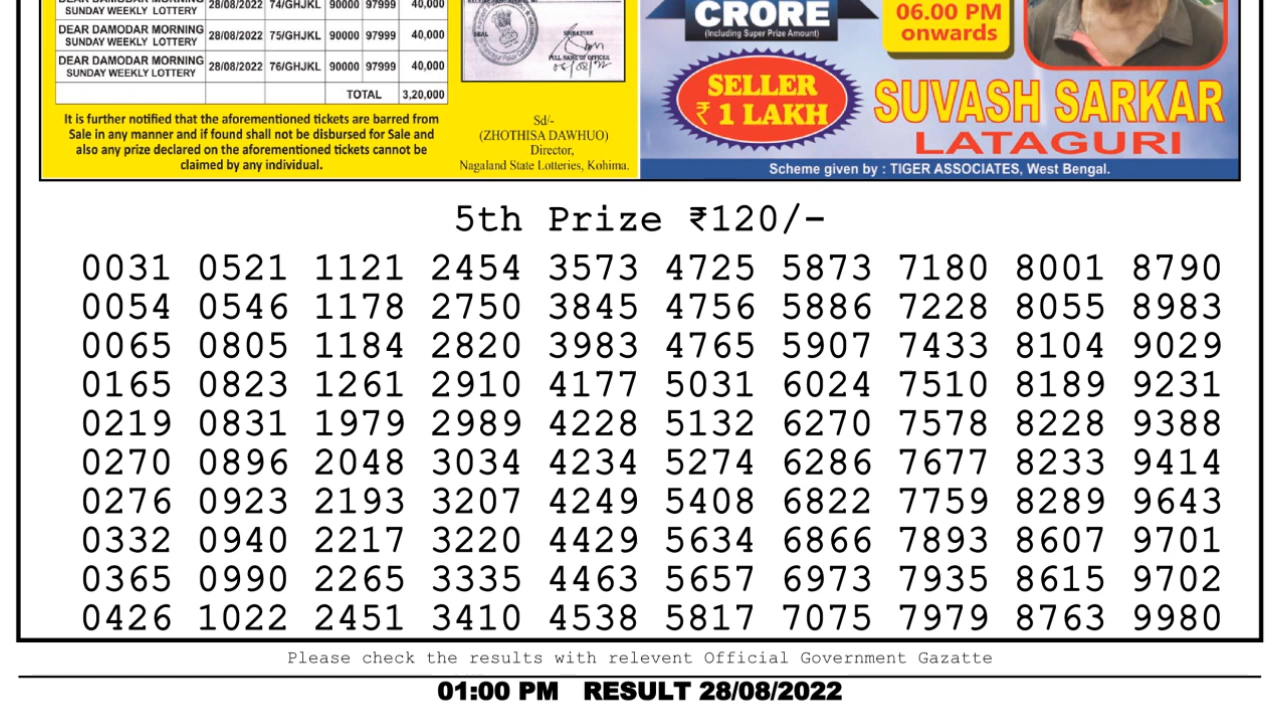 DEAR DAMODAR MORNING
SUNDAY WEEKLY LOTTERY 28/08/2022 74/GHJKL 90000 97999 40,000
DEAR DAMODAR MORNING
SUNDAY WEEKLY LOTTERY 28/08/2022 75/GHJKL 90000 97999 40,000
DEAR DAMODAR MORNING
SUNDAY WEEKLY LOTTERY 28/08/2022 76/GHJKL 90000 97999 40,000
TOTAL 3,20,000
It is further notified that the aforementioned tickets are barred from
Sale in any manner and if found shall not be disbursed for Sale and
also any prize declared on the aforementioned tickets cannot be
claimed by any individual.
SEAL
Sd/-
(ZHOTHISA DAWHUO)
Director,
Nagaland State Lotteries, Kohima.
CRORE
(Including Super Prize Amount)
06.00 PM
onwards
SELLER
₹ 1 LAKH
SUVASH SARKAR
LATAGURI
Scheme given by : TIGER ASSOCIATES, West Bengal.
5th Prize ₹120/-
0031 0521 1121 2454 3573 4725 5873 7180 8001 8790
0054 0546 1178 2750 3845 4756 5886 7228 8055 8983
0065 0805 1184 2820 3983 4765 5907 7433 8104 9029
0165 0823 1261 2910 4177 5031 6024 7510 8189 9231
0219 0831 1979 2989 4228 5132 6270 7578 8228 9388
0270 0896 2048 3034 4234 5274 6286 7677 8233 9414
0276 0923 2193 3207 4249 5408 6822 7759 8289 9643
0332 0940 2217 3220 4429 5634 6866 7893 8607 9701
0365 0990 2265 3335 4463 5657 6973 7935 8615 9702
0426 1022 2451 3410 4538 5817 7075 7979 8763 9980
Please check the results with relevent Official Government Gazatte
01:00 PM RESULT 28/08/2022